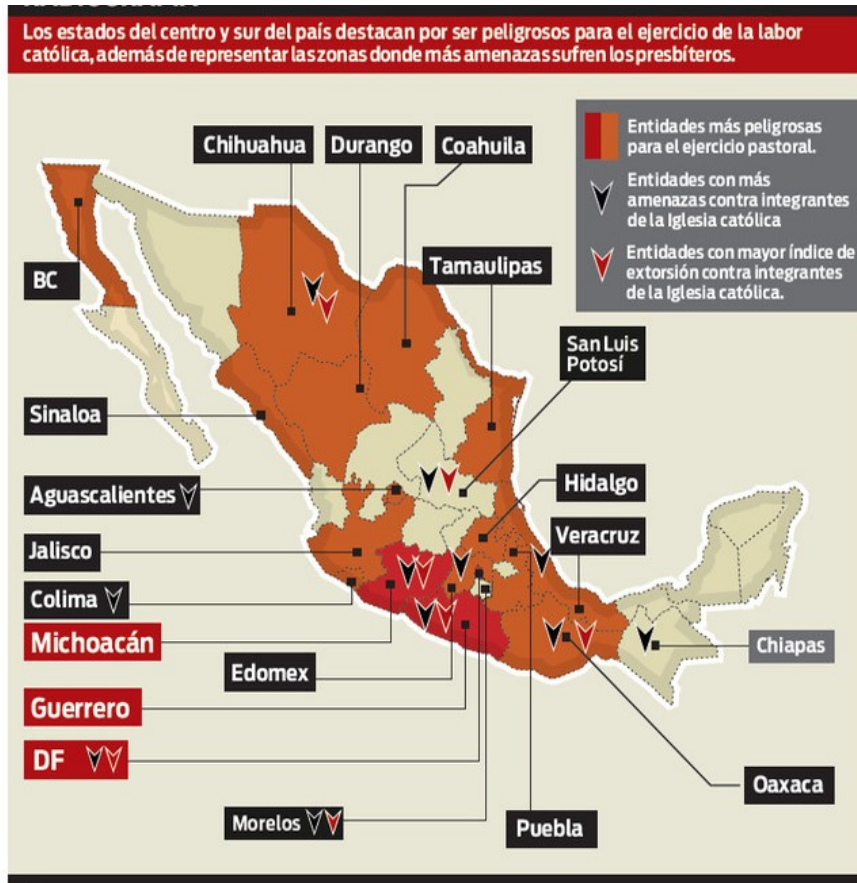 Los estados del centro y sur del país destacan por ser peligrosos para el ejercicio de la labor
católica, además de representar las zonas donde más amenazas sufren los presbíteros.
Entidades más peligrosas
para el ejercicio pastoral.
Entidades con más
amenazas contra integrantes
de la Iglesia católica
Entidades con mayor índice de
extorsión contra integrantes
de la Iglesia católica.
Chihuahua
Durango
Coahuila
BC
Tamaulipas
San Luis
Potosí
Sinaloa
Aguascalientes
Hidalgo
Jalisco
Veracruz
Colima
Michoacán
Chiapas
Edomex
Guerrero
DF
Oaxaca
Morelos
Puebla